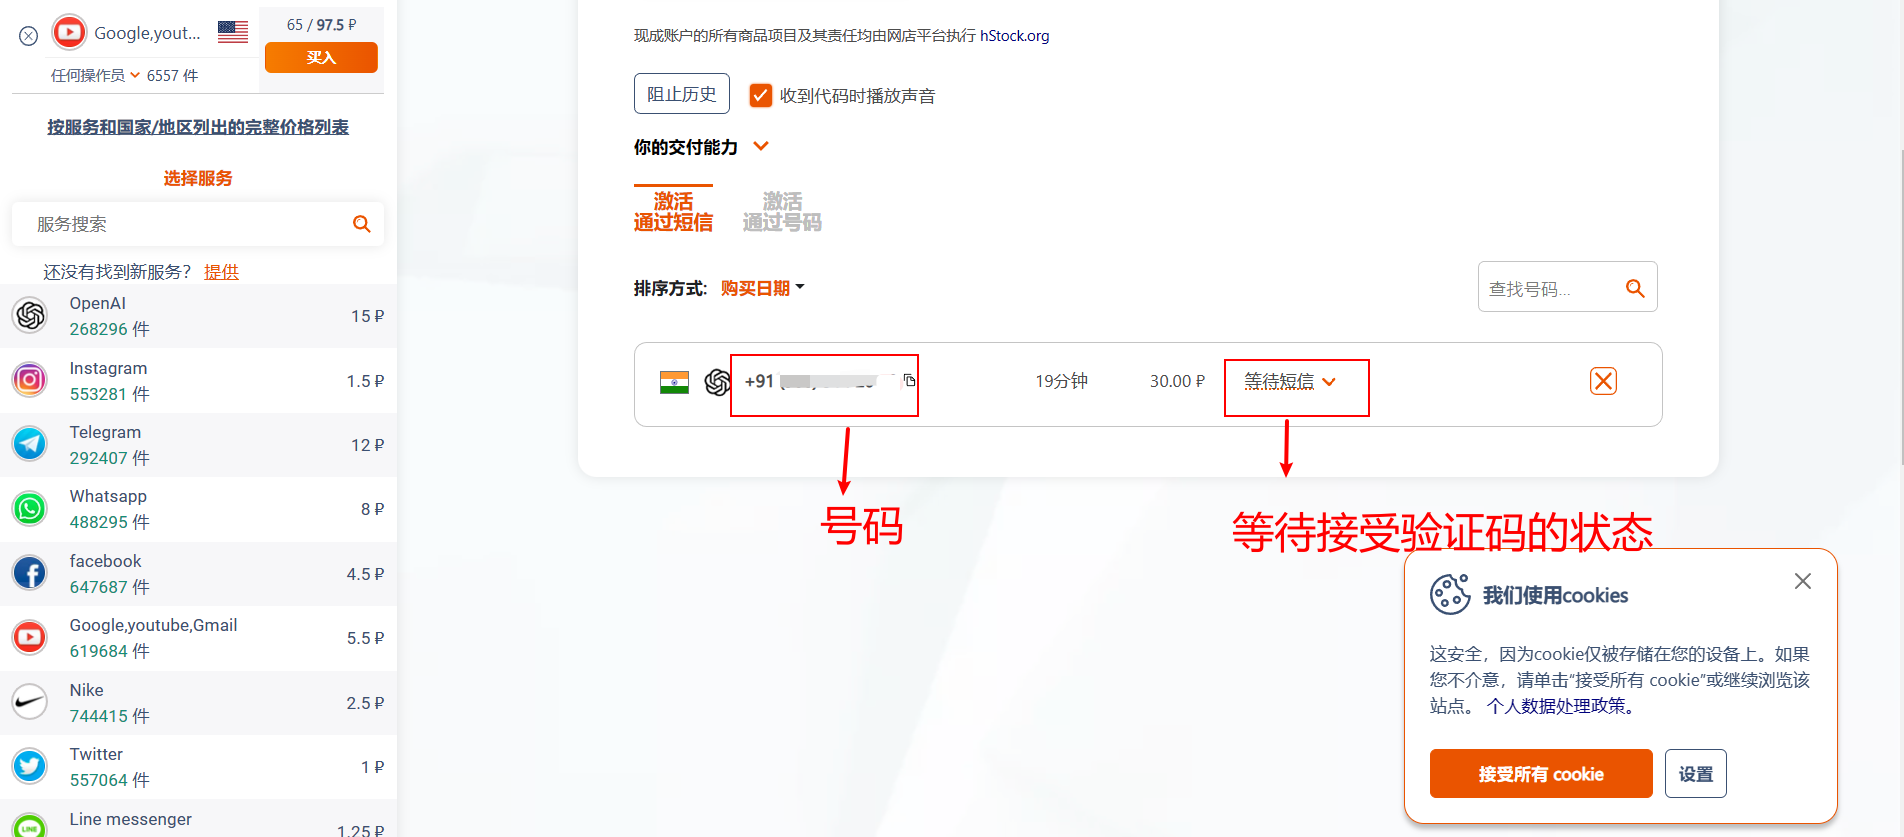 Google,yout...
65 / 97.5 ₽
买入
任何操作员
6557 件
按服务和国家/地区列出的完整价格列表
选择服务
服务搜索
还没有找到新服务？ 提供
OpenAI
268296 件
15 ₽
Instagram
553281 件
1.5 ₽
Telegram
292407 件
12 ₽
Whatsapp
488295 件
8 ₽
facebook
647687 件
4.5 ₽
Google,youtube,Gmail
619684 件
5.5 ₽
Nike
744415 件
2.5 ₽
Twitter
557064 件
1 ₽
Line messenger
1.25 ₽
LINE
现成账户的所有商品项目及其责任均由网店平台执行 hStock.org
阻止历史
收到代码时播放声音
你的交付能力
激活
通过短信
激活
通过号码
排序方式: 购买日期
查找号码...
+91
19分钟
30.00 ₽
等待短信
号码
等待接受验证码的状态
我们使用cookies
这安全，因为cookie仅被存储在您的设备上。如果
您不介意，请单击“接受所有 cookie”或继续浏览该
站点。 个人数据处理政策。
接受所有 cookie
设置